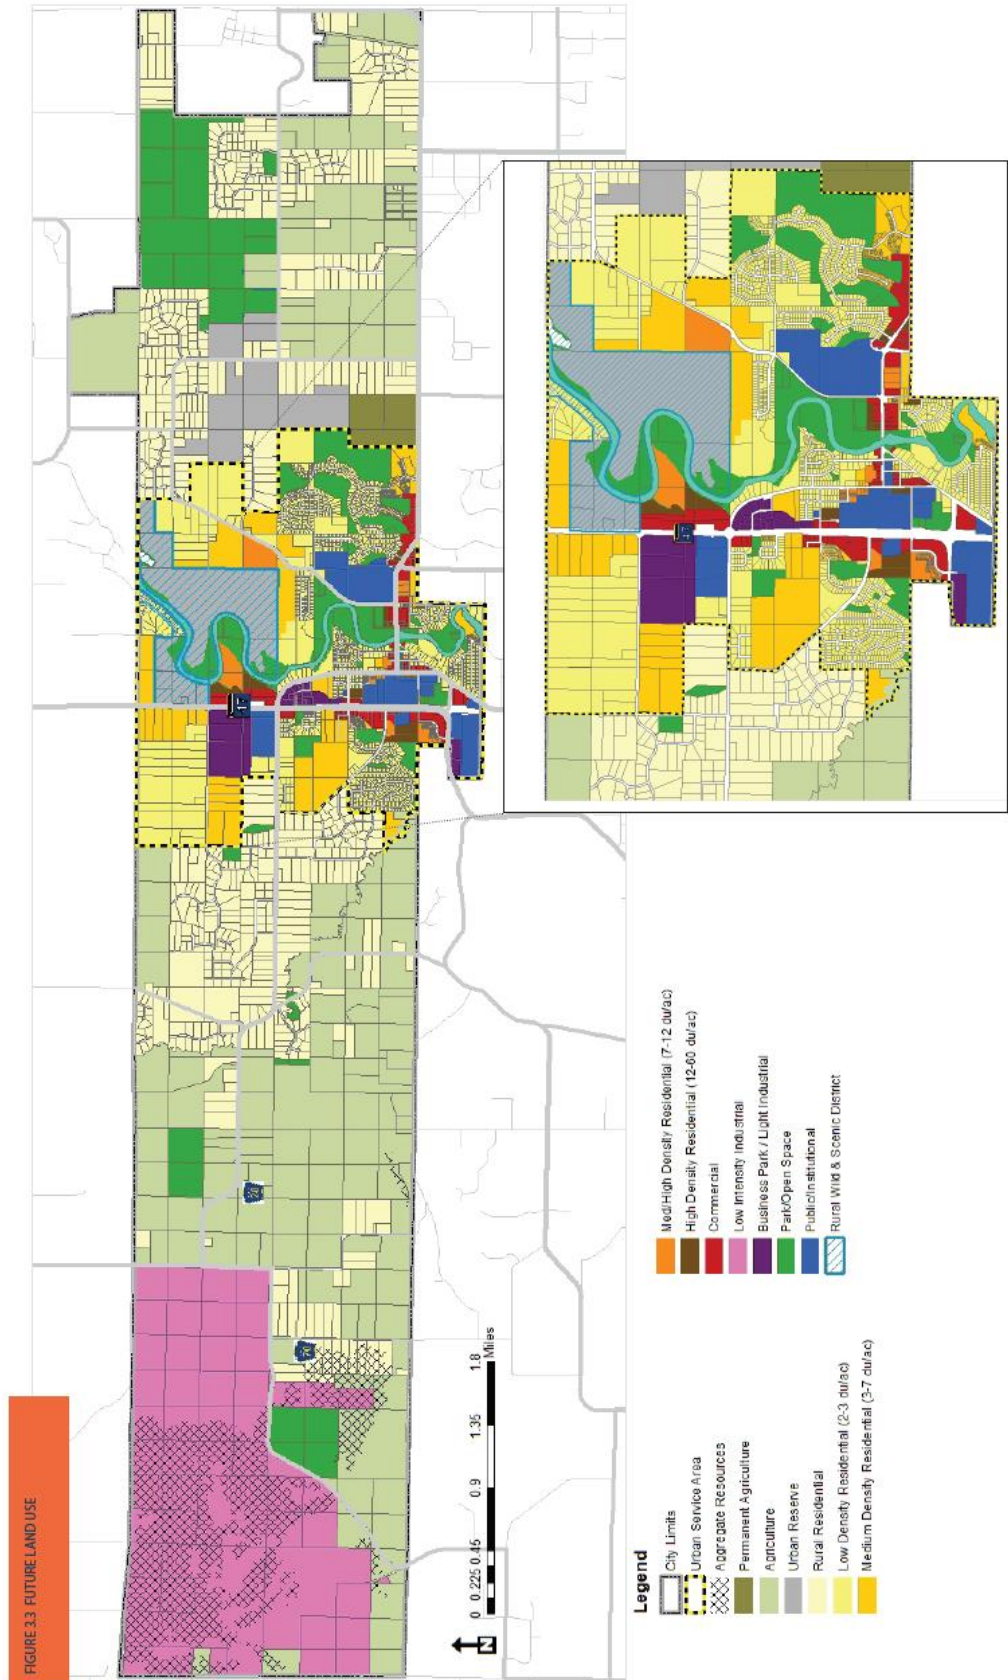 FIGURE 3.3 FUTURE LAND USE
N
0 0.225 0.45 0.9 1.35 1.8
Miles
Legend
City Limits
Urban Service Area
Aggregate Resources
Permanent Agriculture
Agriculture
Urban Reserve
Rural Residential
Low Density Residential (2-3 du/ac)
Medium Density Residential (3-7 du/ac)
Med/High Density Residential (7-12 du/ac)
High Density Residential (12-60 du/ac)
Commercial
Low Intensity Industrial
Business Park / Light Industrial
Park/Open Space
Public/Institutional
Rural Wild & Scenic District